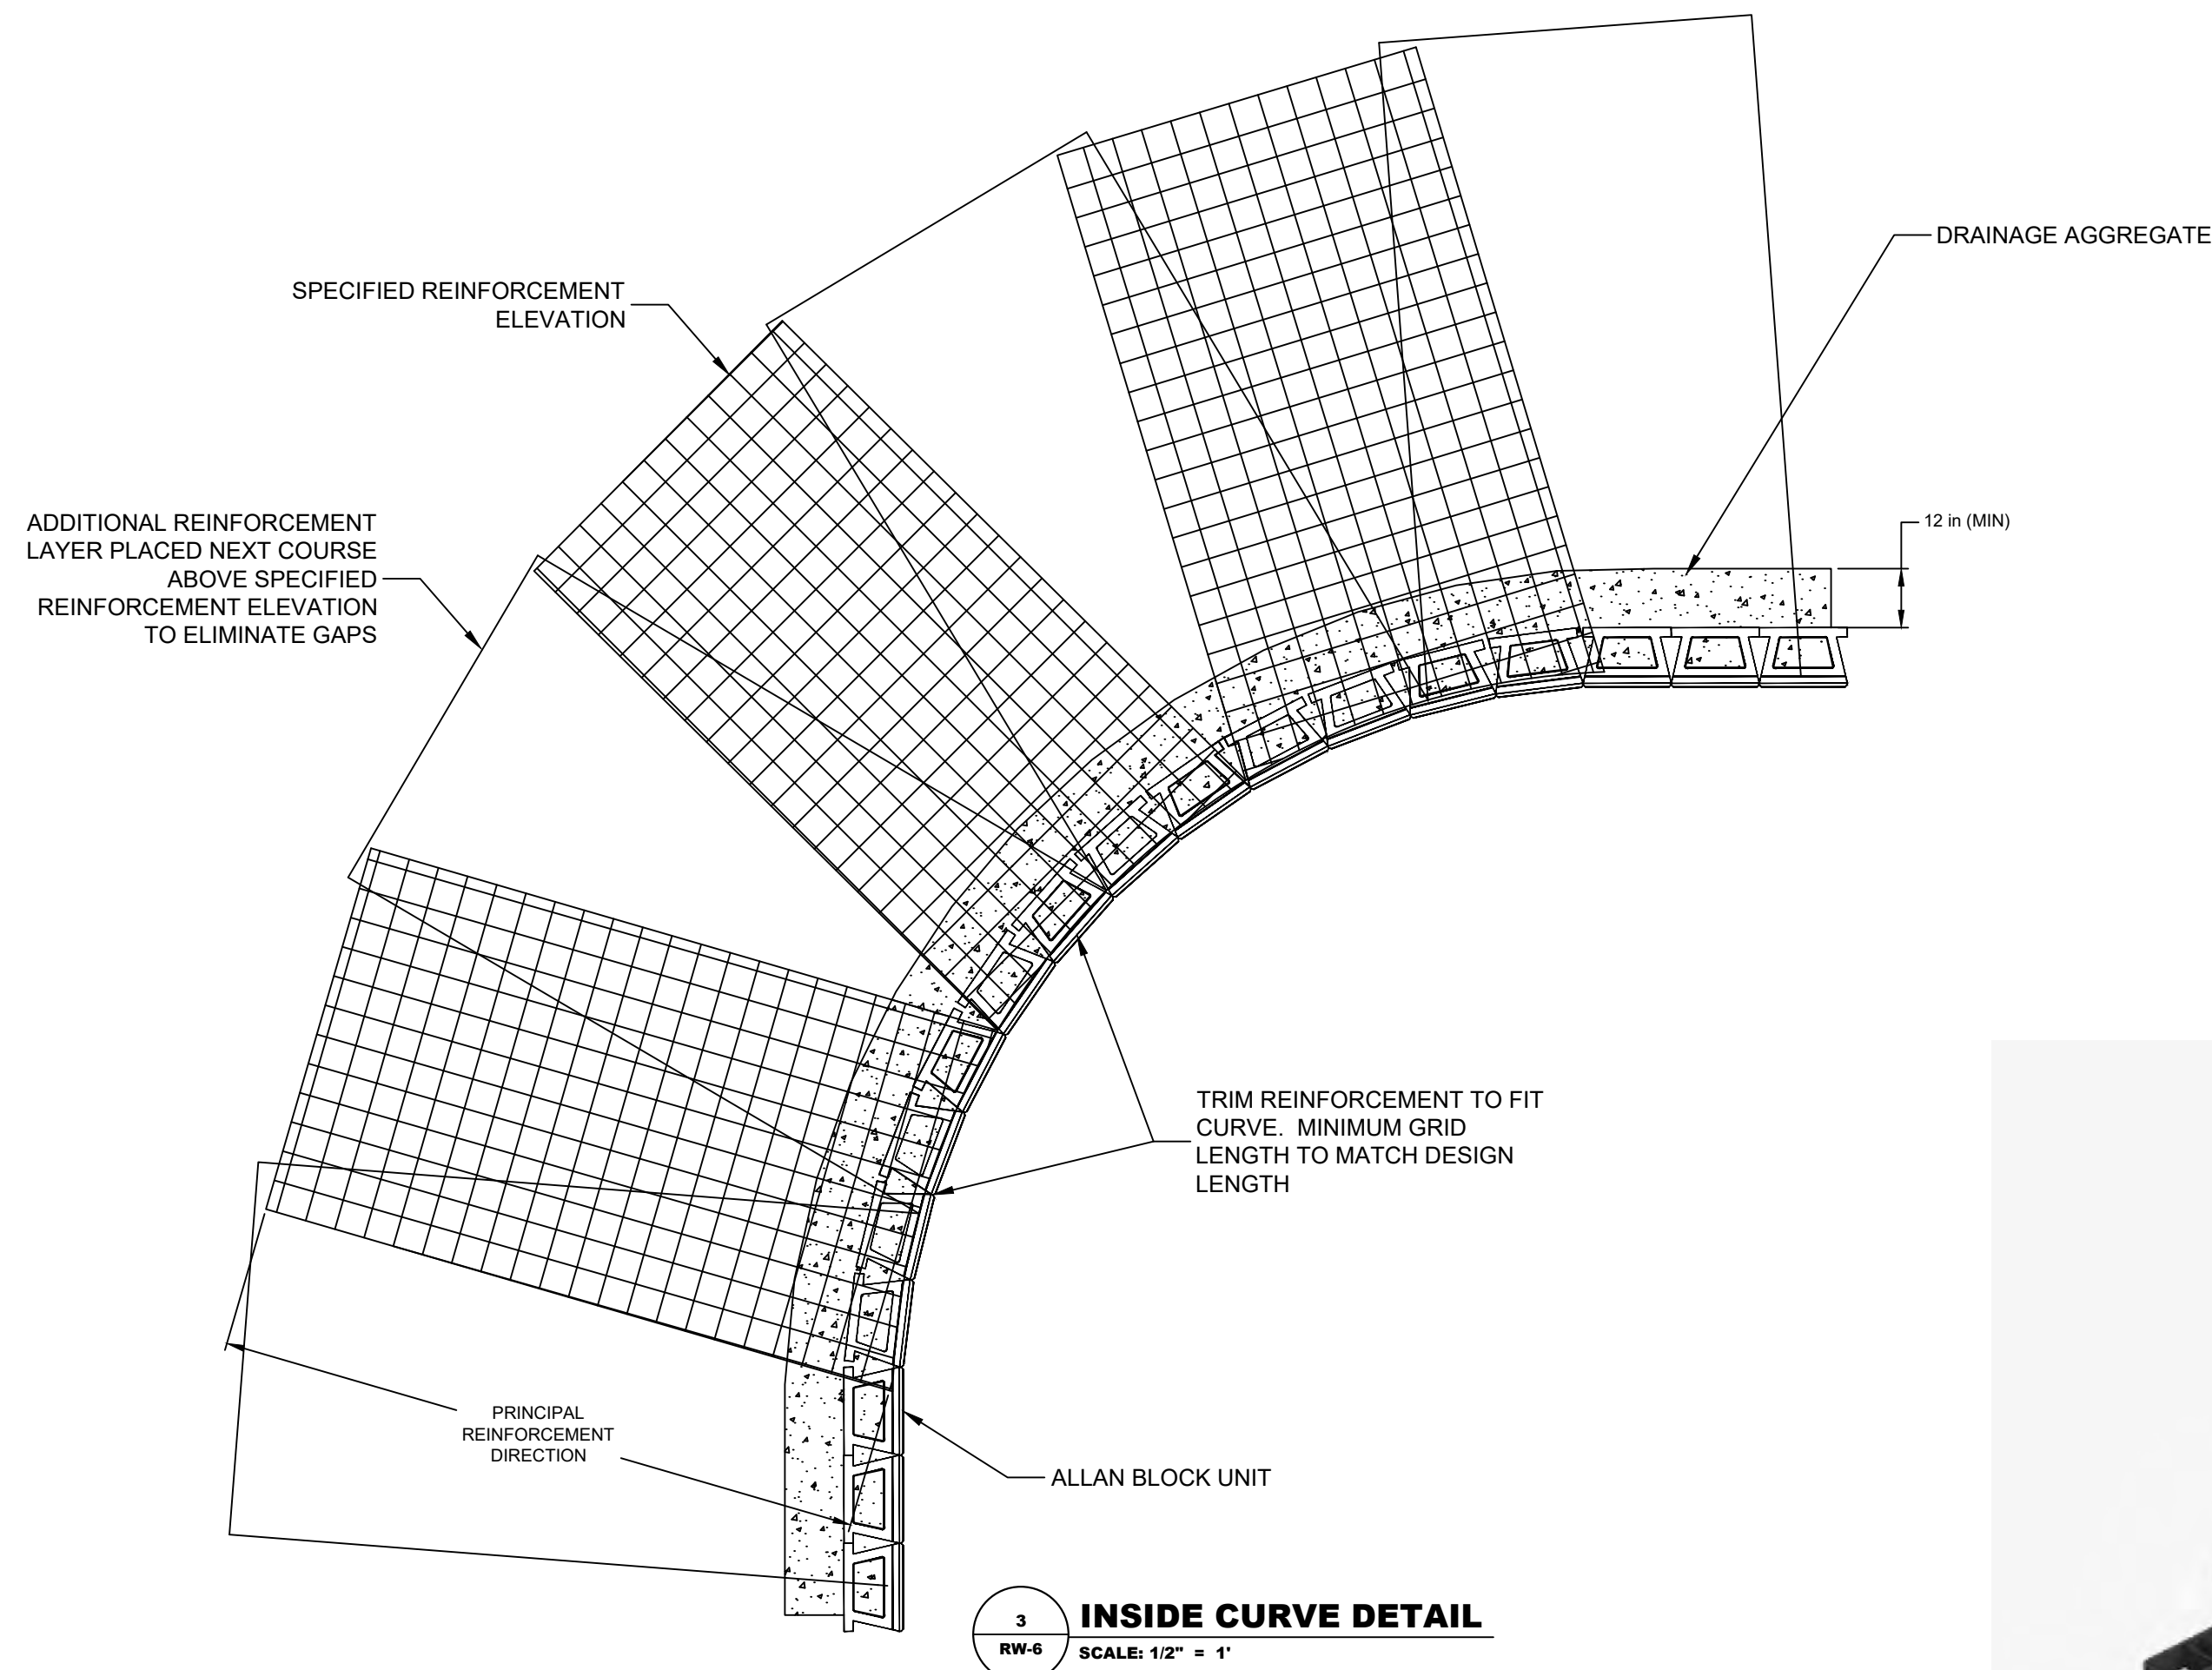 DRAINAGE AGGREGATE
SPECIFIED REINFORCEMENT
ELEVATION
12 in (MIN)
ADDITIONAL REINFORCEMENT
LAYER PLACED NEXT COURSE
ABOVE SPECIFIED
REINFORCEMENT ELEVATION
TO ELIMINATE GAPS
TRIM REINFORCEMENT TO FIT
CURVE. MINIMUM GRID
LENGTH TO MATCH DESIGN
LENGTH
PRINCIPAL
REINFORCEMENT
DIRECTION
ALLAN BLOCK UNIT
3
RW-6
INSIDE CURVE DETAIL
SCALE: 1/2" = 1'